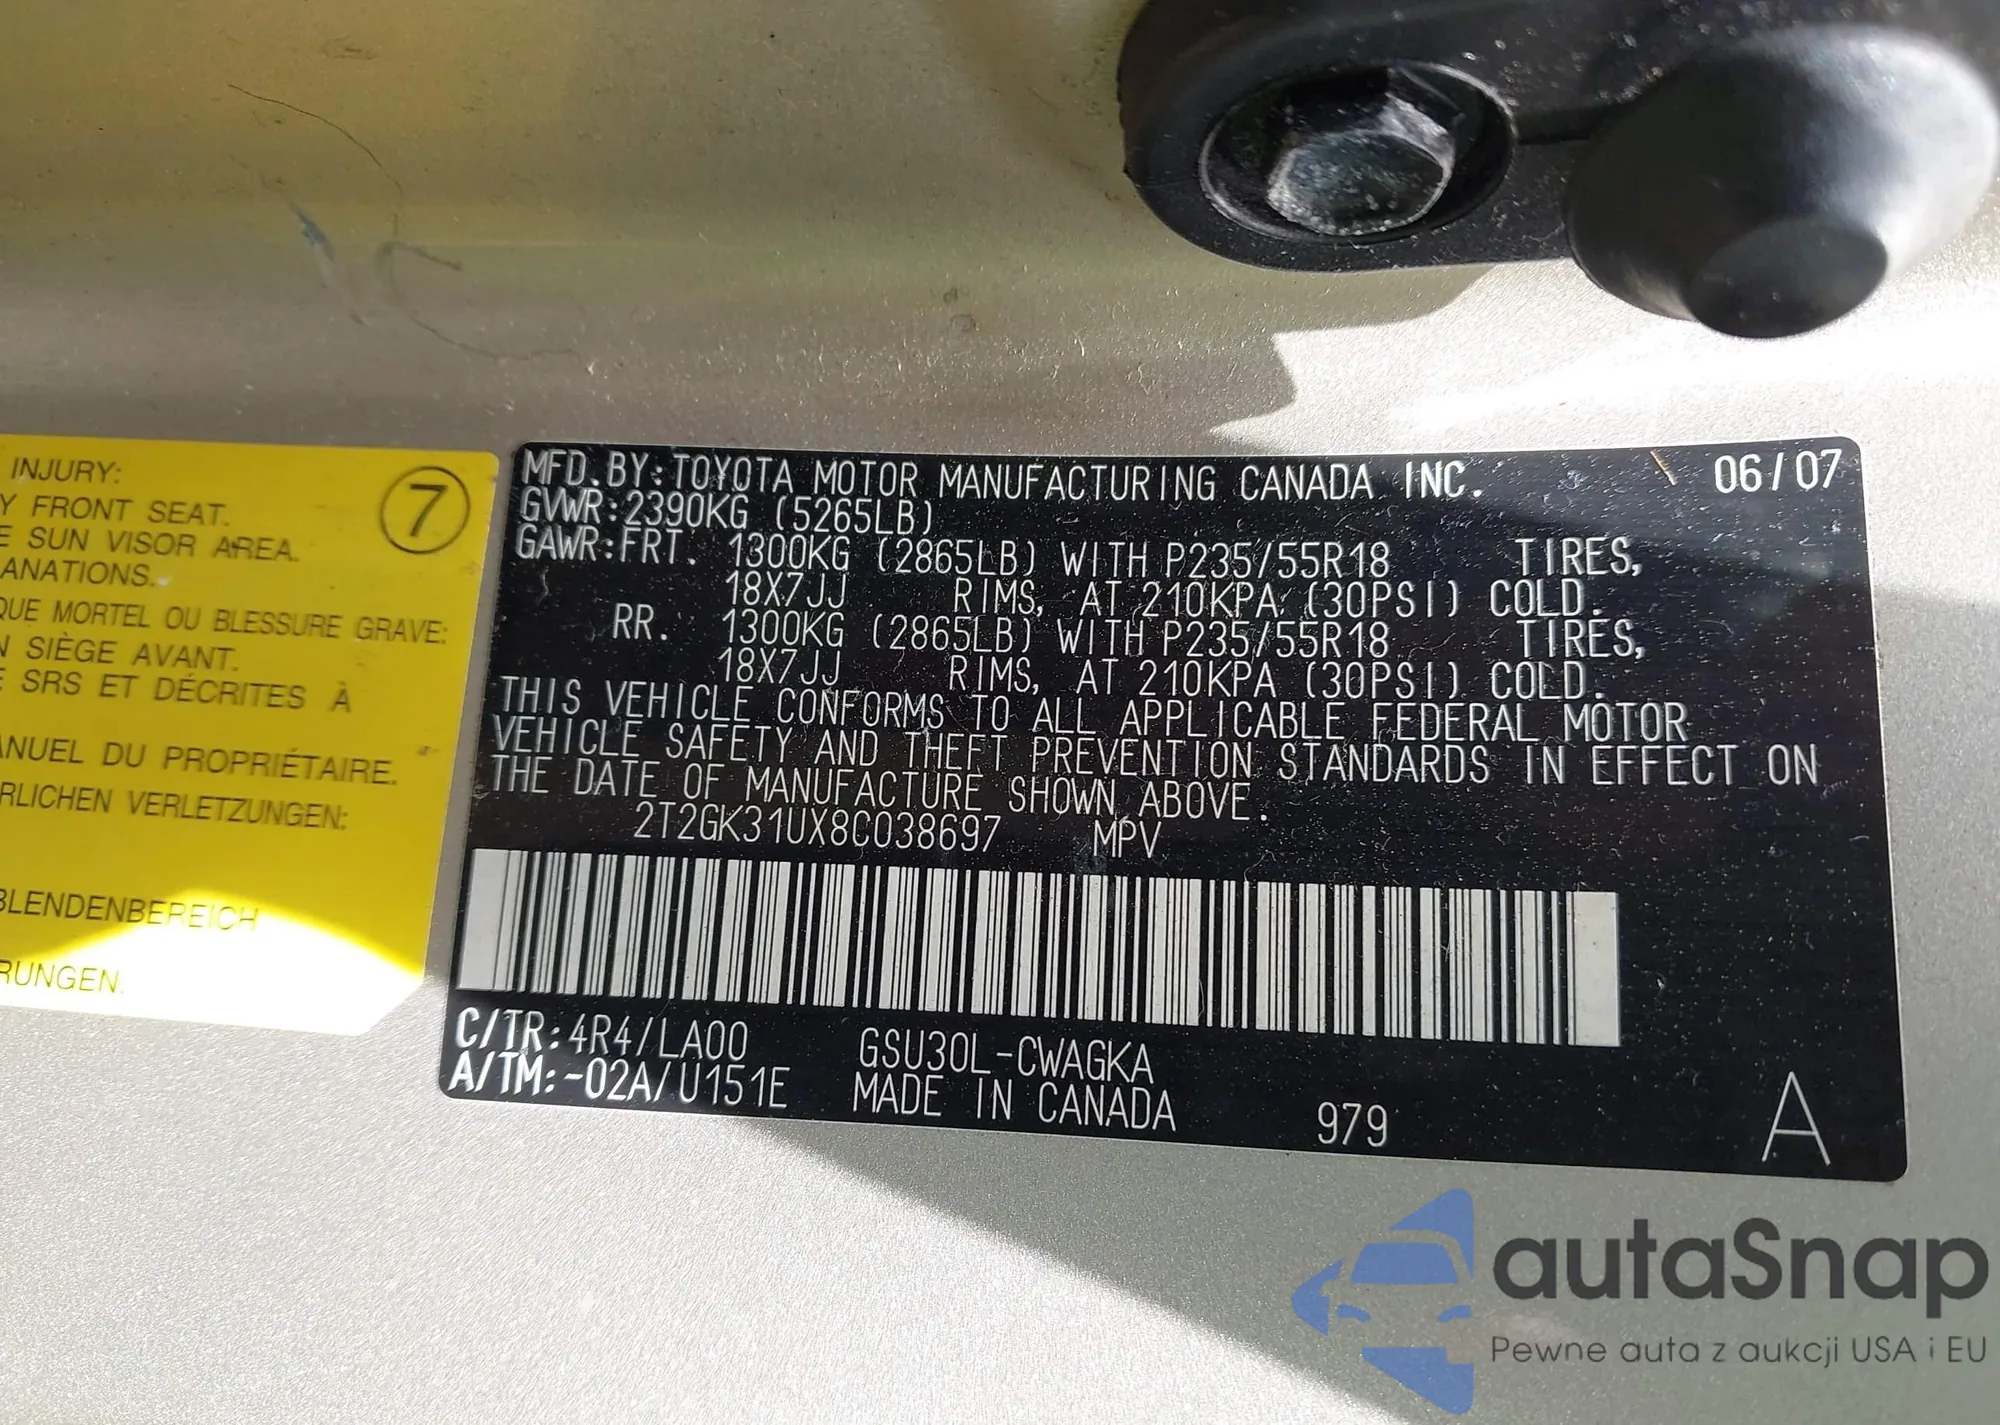 INJURY:
Y FRONT SEAT.
E SUN VISOR AREA.
ANATIONS.
7
QUE MORTEL OU BLESSURE GRAVE:
N SIÈGE AVANT.
E SRS ET DÉCRITES À
ANUEL DU PROPRIÉTAIRE.
RLICHEN VERLETZUNGEN:
BLENDENBEREICH
RUNGEN.
MFD. BY: TOYOTA MOTOR MANUFACTURING CANADA INC. 06/07
GVWR: 2390KG (5265LB)
GAWR: FRT. 1300KG (2865LB) WITH P235/55R18 TIRES,
18X7JJ RIMS, AT 210KPA (30PSI) COLD.
RR. 1300KG (2865LB) WITH P235/55R18 TIRES,
18X7JJ RIMS, AT 210KPA (30PSI) COLD.
THIS VEHICLE CONFORMS TO ALL APPLICABLE FEDERAL MOTOR
VEHICLE SAFETY AND THEFT PREVENTION STANDARDS IN EFFECT ON
THE DATE OF MANUFACTURE SHOWN ABOVE.
2T2GK31UX8C038697 MPV
C/TR: 4R4/LA00 GSU30L-CWAGKA
A/TM: -02A/U151E MADE IN CANADA 979 A
autaSnap
Pewne auta z aukcji USA i EU